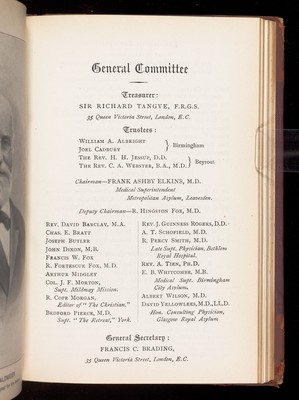 General Committee
Treasurer:
SIR RICHARD TANGYE, F.R.G.S.
35 Queen Victoria Street, London, E.C.
Trustees:
WILLIAM A. ALBRIGHT
JOEL CADBURY
} Birmingham
THE REV. H. H. JESSUP, D.D.
THE REV. C. A. WEBSTER, B.A., M.D.
} Beyrout
Chairman—FRANK ASHBY ELKINS, M.D.
Medical Superintendent
Metropolitan Asylum, Leavesden.
Deputy Chairman—R. HINGSTON FOX, M.D.
REV. DAVID BARCLAY, M.A.
CHAS. E. BRATT
JOSEPH BUTLER
JOHN DIXON, M.B.
FRANCIS W. FOX
R. FORTESCUE FOX, M.D.
ARTHUR MIDGLEY
COL. J. F. MORTON,
Supt. Mildmay Mission.
R. COPE MORGAN,
Editor of "The Christian."
BEDFORD PIERCE, M.D.
Supt. "The Retreat," York.
REV. J. GUINNESS ROGERS, D.D.
A. T. SCHOFIELD, M.D.
R. PERCY SMITH, M.D.
Late Supt. Physician, Bethlem
Royal Hospital.
REV. A. TIEN, PH.D.
E. B. WHITCOMBE, M.B.
Medical Supt. Birmingham
City Asylum.
ALBERT WILSON, M.D.
DAVID YELLOWLEES, M.D., LL.D.
Hon. Consulting Physician,
Glasgow Royal Asylum
General Secretary:
FRANCIS C. BRADING,
35 Queen Victoria Street, London, E.C.